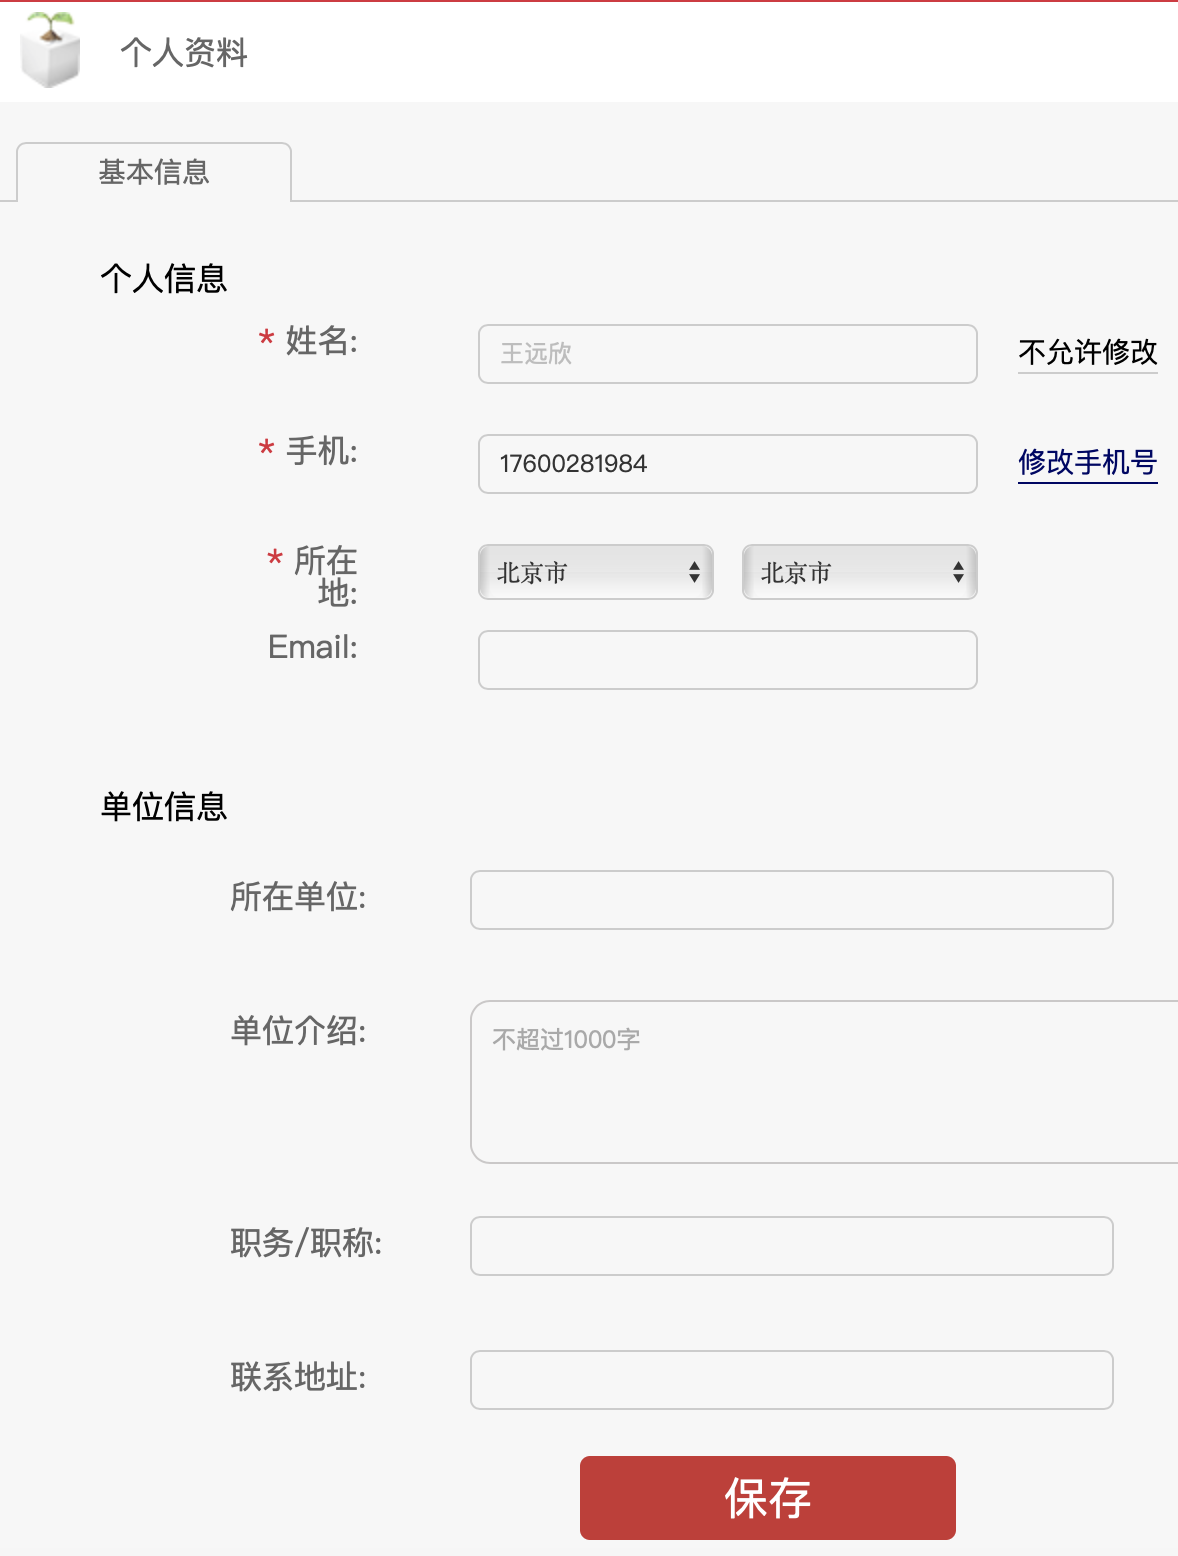 个人资料
基本信息
个人信息
* 姓名:
王远欣
不允许修改
* 手机:
17600281984
修改手机号
* 所在
地:
北京市
北京市
Email:
单位信息
所在单位:
单位介绍:
不超过1000字
职务/职称:
联系地址:
保存